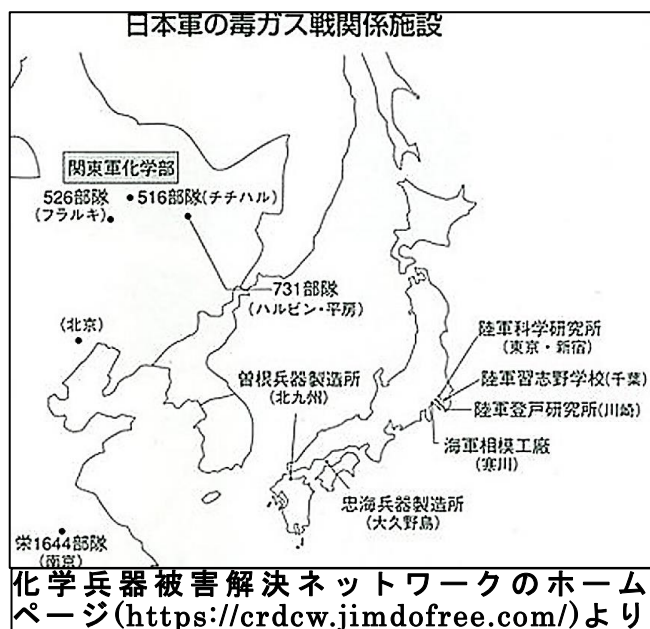 日本軍の毒ガス戦関係施設
関東軍化学部
526部隊
(フラルキ)
516部隊(チチハル)
731部隊
(ハルビン・平房)
(北京)
曽根兵器製造所
(北九州)
陸軍科学研究所
(東京・新宿)
陸軍習志野学校(千葉)
陸軍登戸研究所(川崎)
海軍相模工廠
(寒川)
忠海兵器製造所
(大久野島)
栄1644部隊
(南京)
化学兵器被害解決ネットワークのホーム
ページ(https://crdcw.jimdofree.com/)より